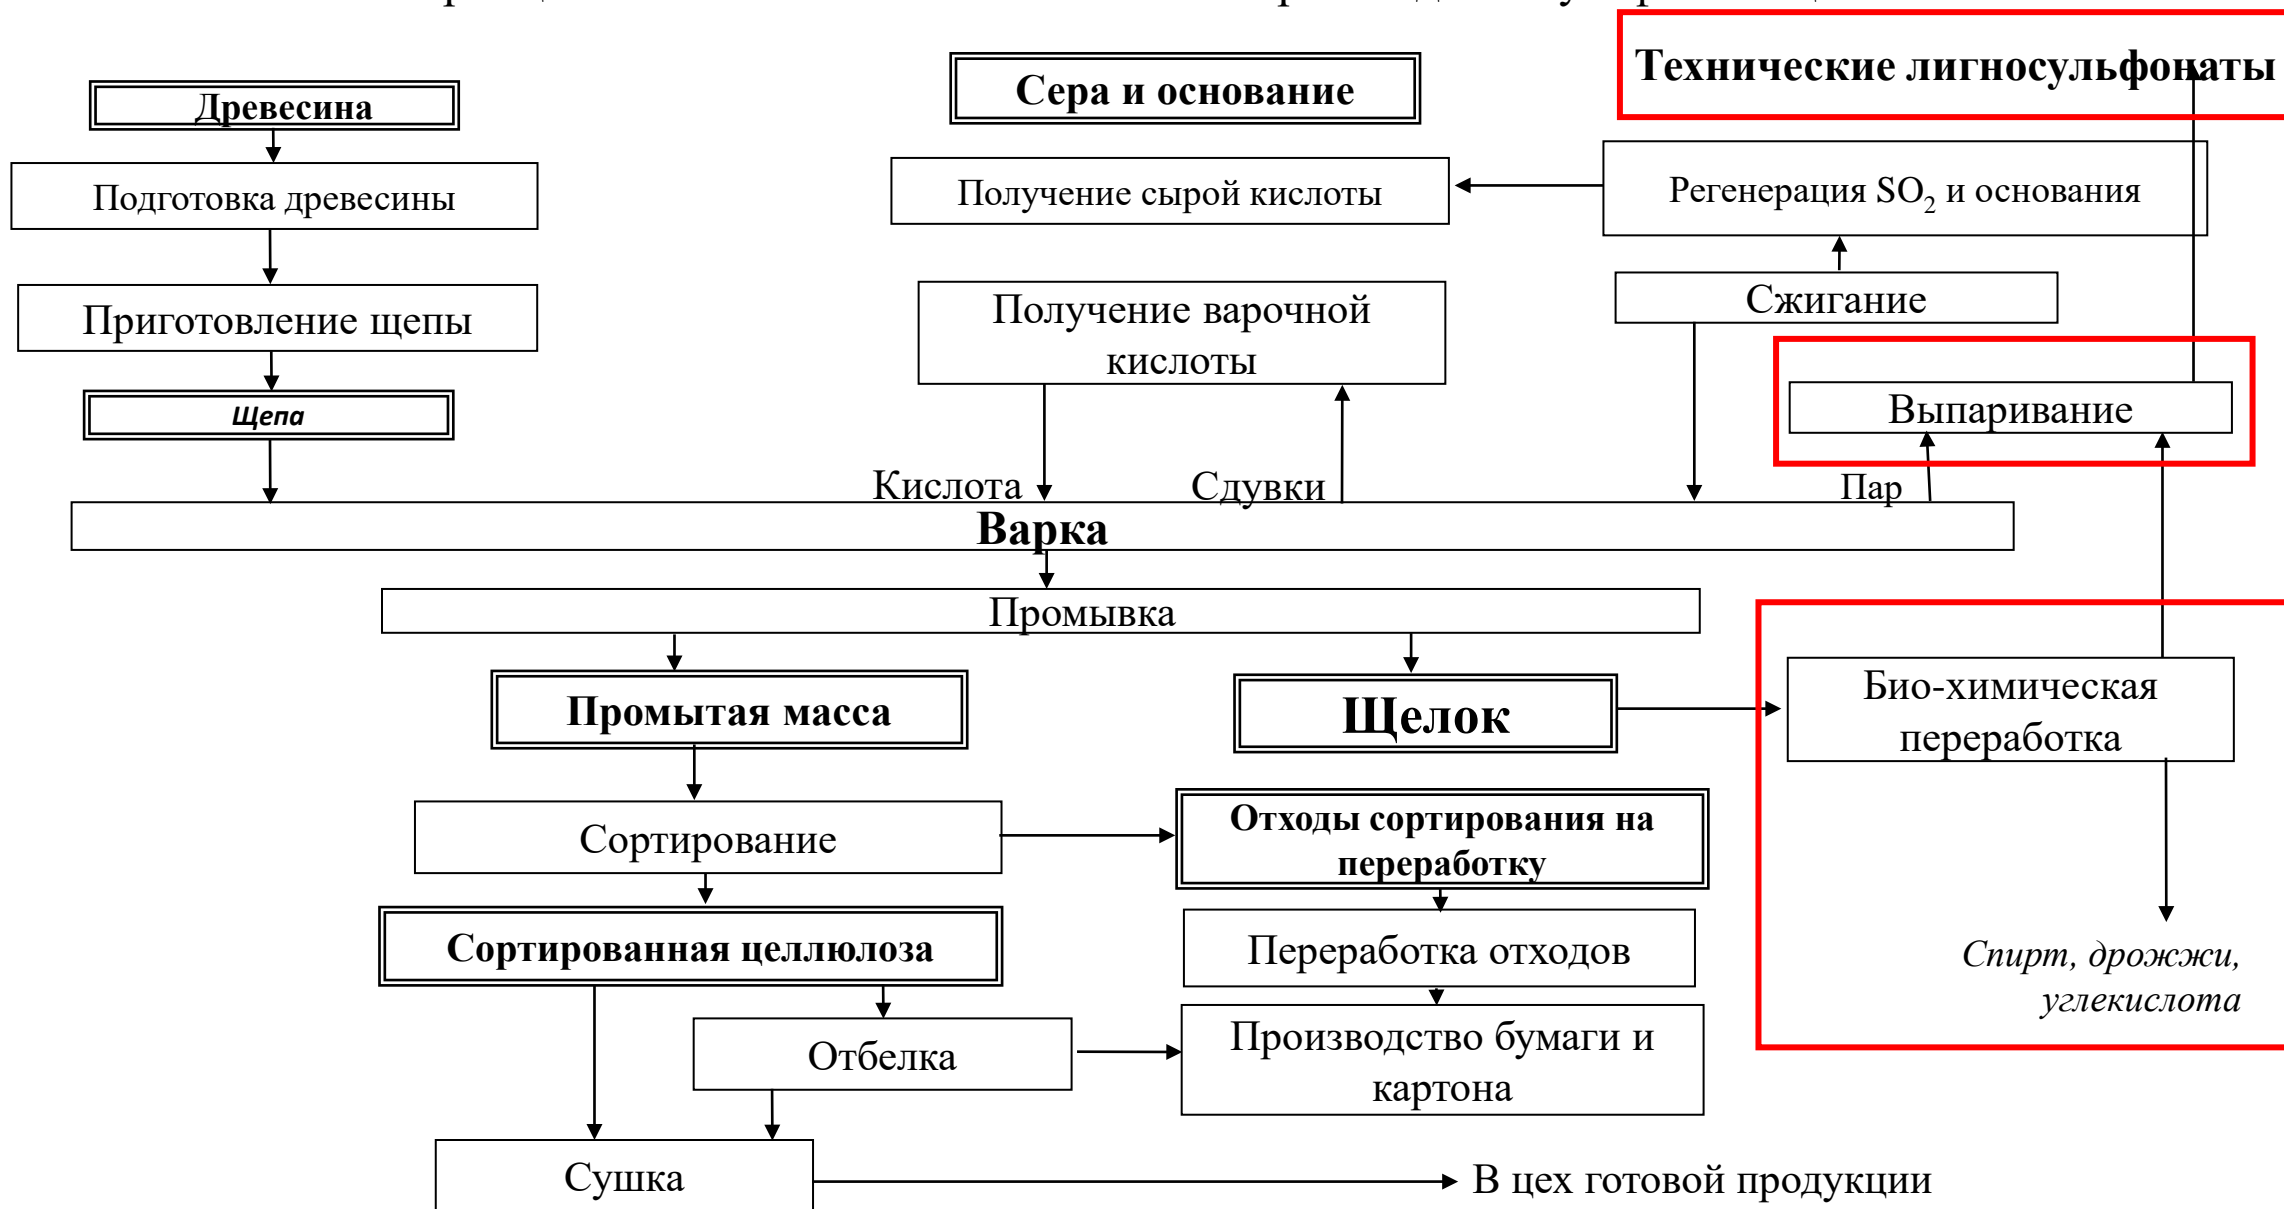 Технические лигносульфонаты
Сера и основание
Древесина
Подготовка древесины
Получение сырой кислоты
Регенерация SO2 и основания
Приготовление щепы
Получение варочной
кислоты
Сжигание
Щепа
Выпаривание
Кислота
Сдувки
Пар
Варка
Промывка
Промытая масса
Щелок
Био-химическая
переработка
Сортирование
Отходы сортирования на
переработку
Сортированная целлюлоза
Переработка отходов
Спирт, дрожжи,
углекислота
Отбелка
Производство бумаги и
картона
Сушка
В цех готовой продукции